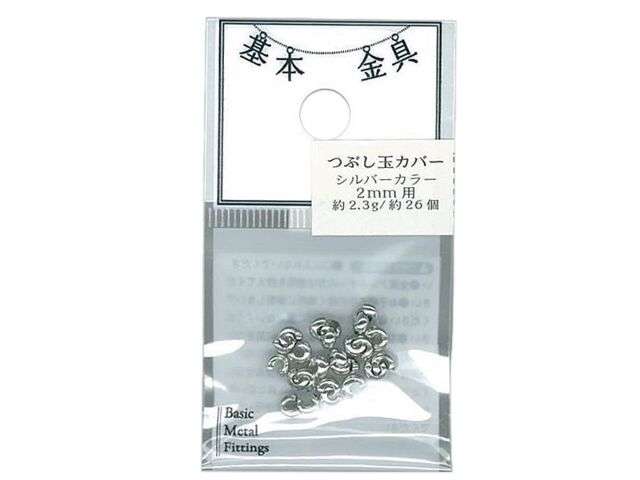 基本 金具
つぶし玉カバー
シルバーカラー
2mm用
約2.3g/約26個
Basic
Metal
Fittings